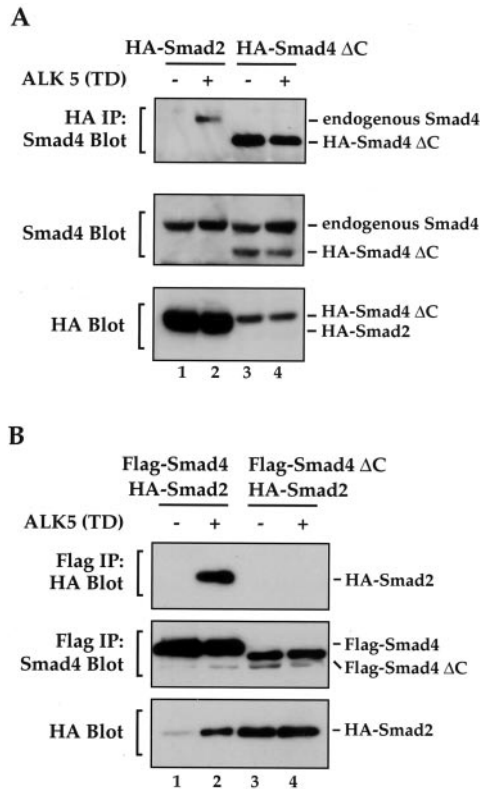 A
HA-Smad2 HA-Smad4 ΔC
ALK 5 (TD) - + - +
HA IP:
Smad4 Blot
endogenous Smad4
HA-Smad4 ΔC
Smad4 Blot
endogenous Smad4
HA-Smad4 ΔC
HA Blot
HA-Smad4 ΔC
HA-Smad2
1 2 3 4
B
Flag-Smad4 Flag-Smad4 ΔC
HA-Smad2 HA-Smad2
ALK5 (TD) - + - +
Flag IP:
HA Blot
HA-Smad2
Flag IP:
Smad4 Blot
Flag-Smad4
Flag-Smad4 ΔC
HA Blot
HA-Smad2
1 2 3 4